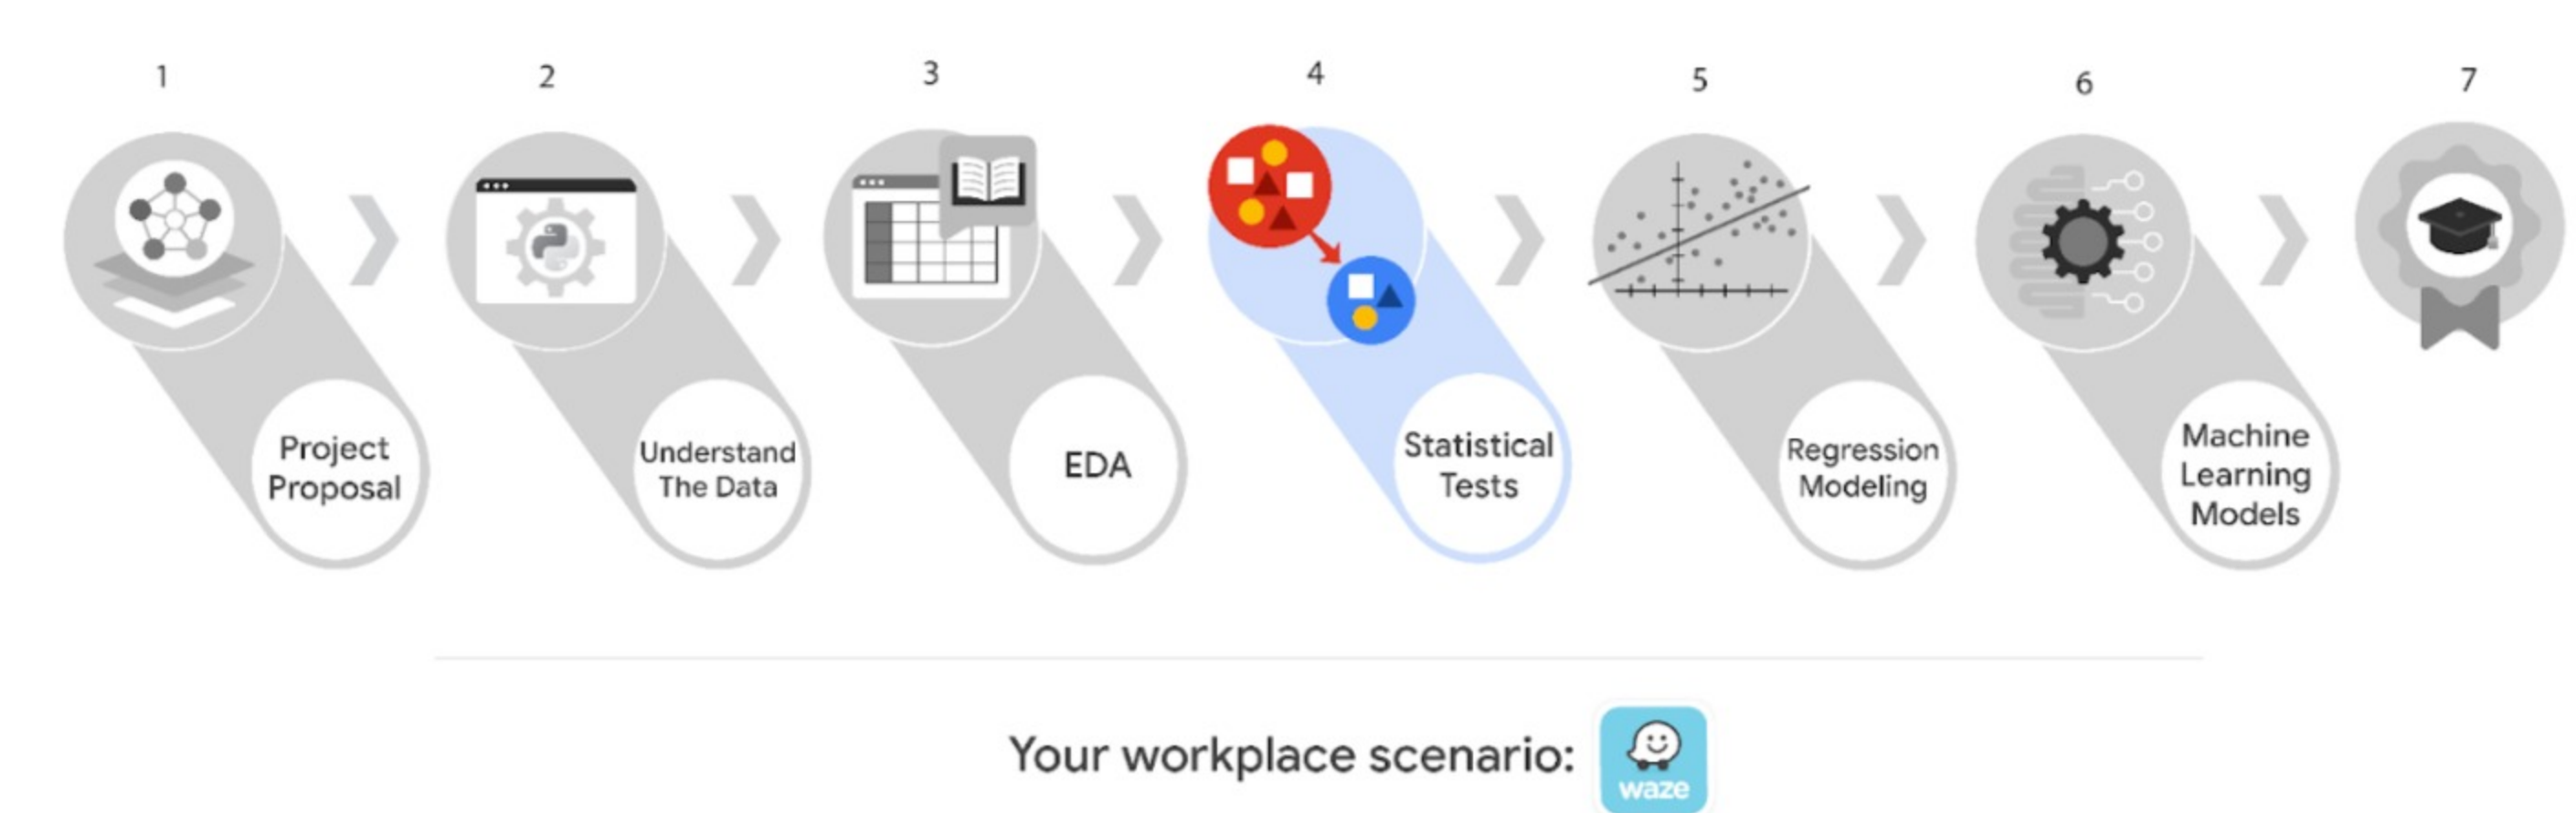 1
2
3
4
5
6
7
Project
Proposal
Understand
The Data
EDA
Statistical
Tests
Regression
Modeling
Machine
Learning
Models
Your workplace scenario:
waze